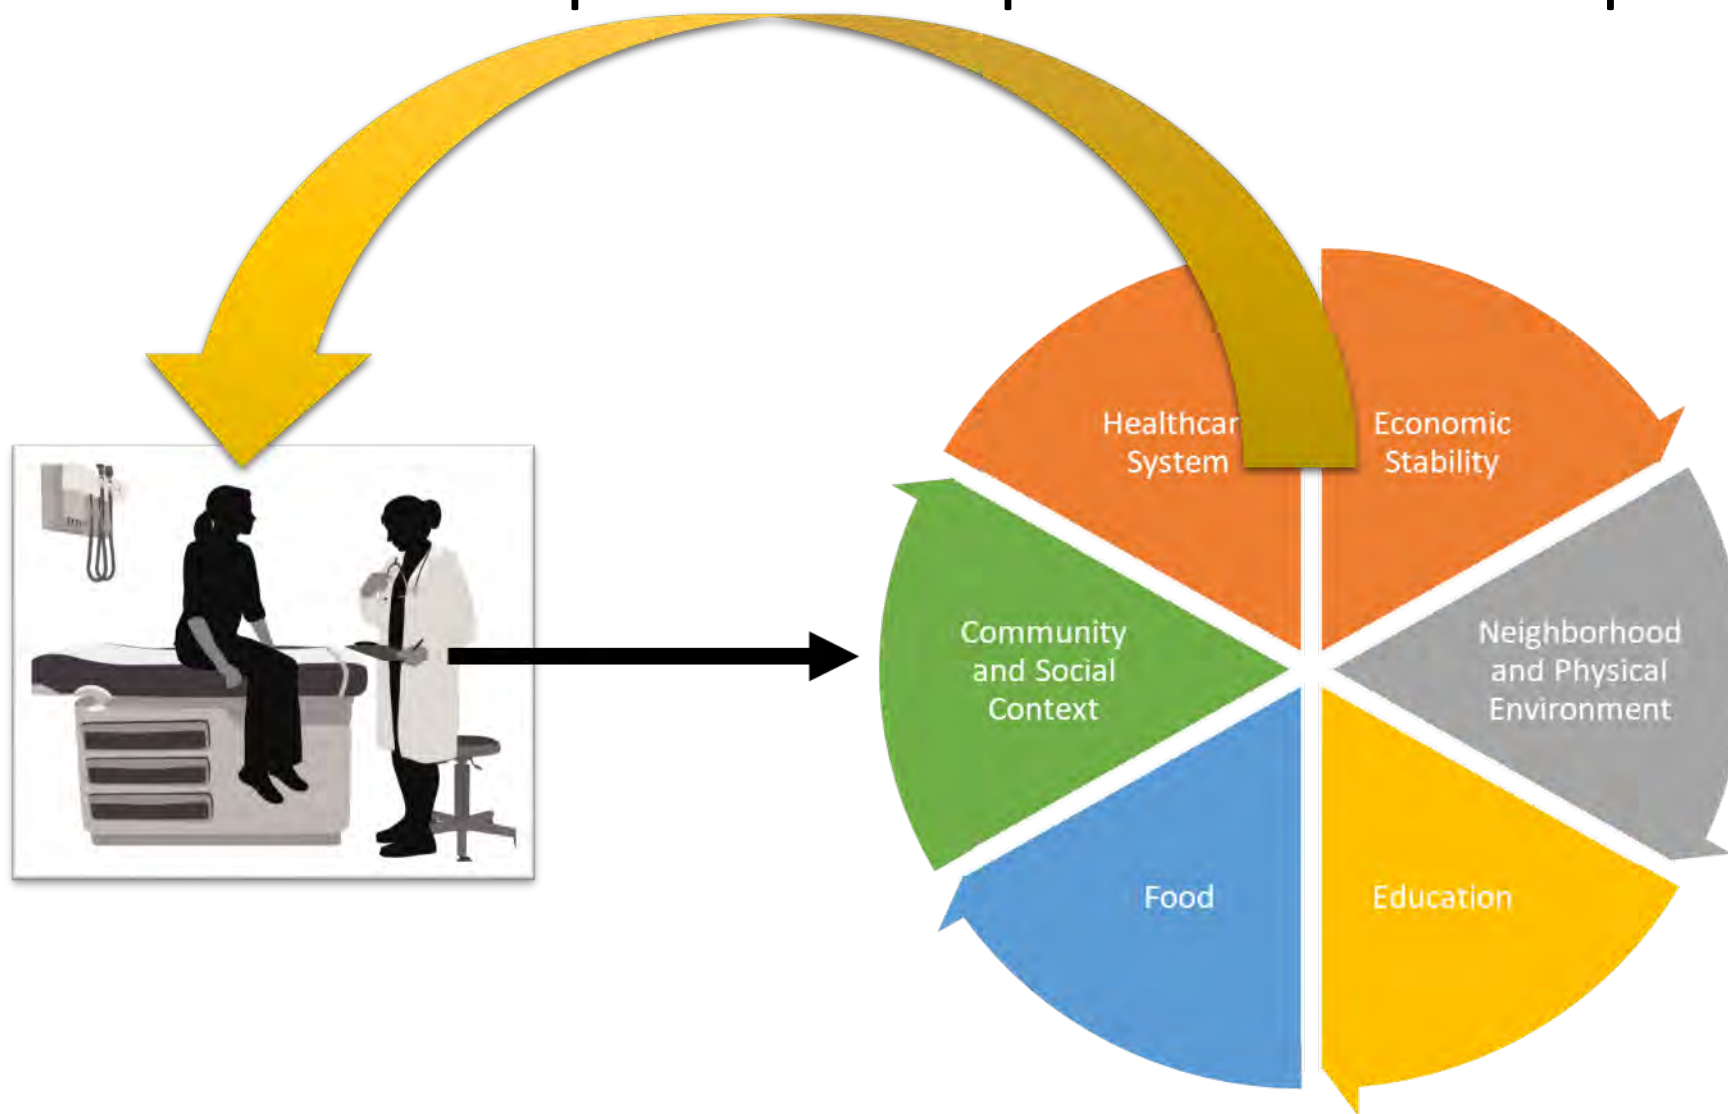 Healthcar
System
Economic
Stability
Community
and Social
Context
Neighborhood
and Physical
Environment
Food
Education